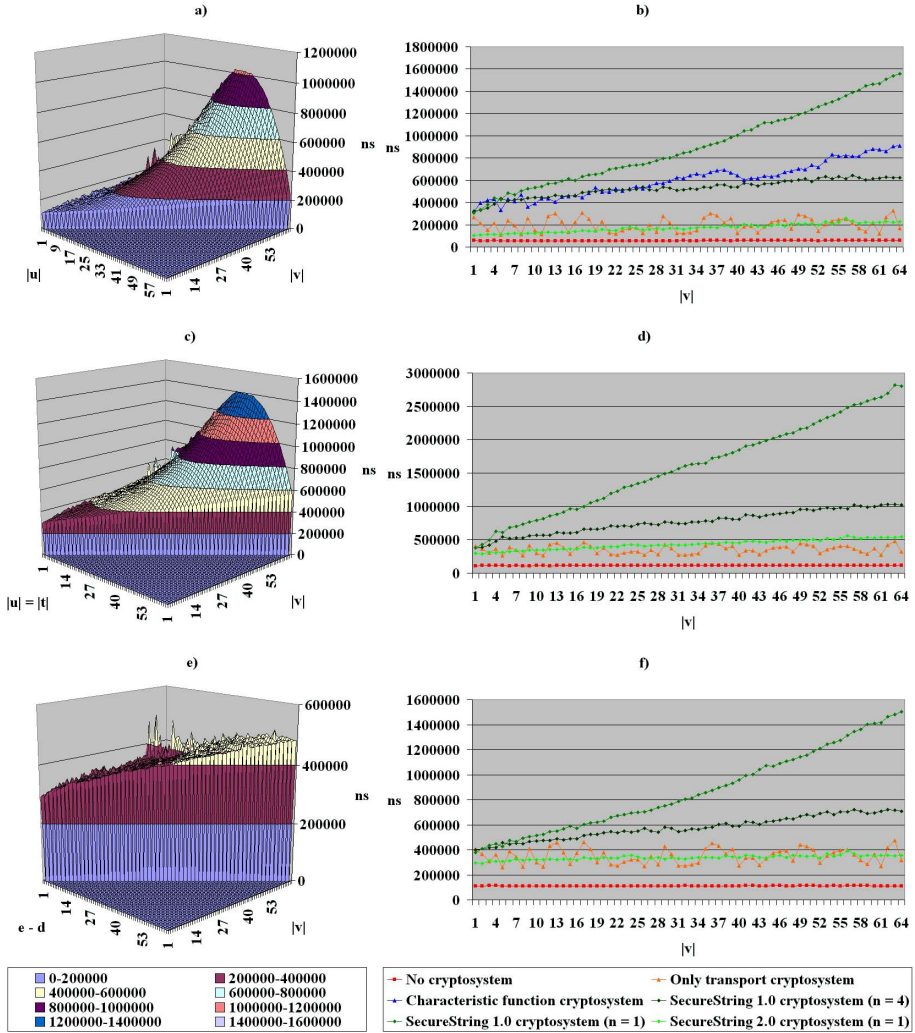 a)
1200000
1000000
800000
600000
400000
200000
0
ns
1
9
17
25
33
41
49
57
|u|
1
14
27
40
53
|v|
b)
1800000
1600000
1400000
1200000
1000000
800000
600000
400000
200000
0
ns
1 4 7 10 13 16 19 22 25 28 31 34 37 40 43 46 49 52 55 58 61 64
|v|
c)
1600000
1400000
1200000
1000000
800000
600000
400000
200000
0
ns
1
14
27
40
53
|u| = |t|
1
14
27
40
53
|v|
d)
3000000
2500000
2000000
1500000
1000000
500000
0
ns
1 4 7 10 13 16 19 22 25 28 31 34 37 40 43 46 49 52 55 58 61 64
|v|
e)
600000
400000
200000
0
ns
1
14
27
40
53
e - d
1
14
27
40
53
|v|
f)
1600000
1400000
1200000
1000000
800000
600000
400000
200000
0
ns
1 4 7 10 13 16 19 22 25 28 31 34 37 40 43 46 49 52 55 58 61 64
|v|
0-200000
200000-400000
400000-600000
600000-800000
800000-1000000
1000000-1200000
1200000-1400000
1400000-1600000
No cryptosystem
Only transport cryptosystem
Characteristic function cryptosystem
SecureString 1.0 cryptosystem (n = 4)
SecureString 1.0 cryptosystem (n = 1)
SecureString 2.0 cryptosystem (n = 1)